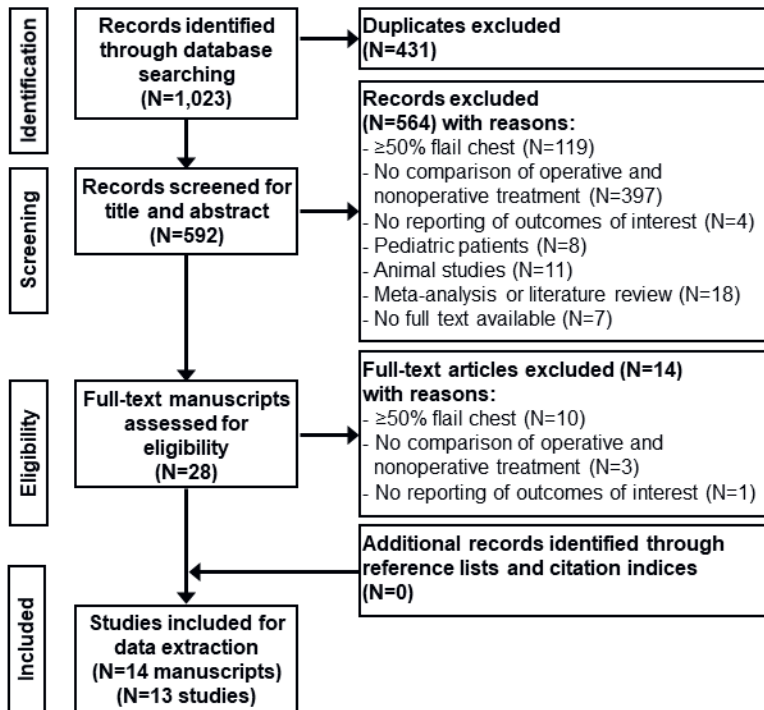 Identification
Records identified
through database
searching
(N=1,023)
Duplicates excluded
(N=431)
Screening
Records screened for
title and abstract
(N=592)
Records excluded
(N=564) with reasons:
- ≥50% flail chest (N=119)
- No comparison of operative and
nonoperative treatment (N=397)
- No reporting of outcomes of interest (N=4)
- Pediatric patients (N=8)
- Animal studies (N=11)
- Meta-analysis or literature review (N=18)
- No full text available (N=7)
Eligibility
Full-text manuscripts
assessed for
eligibility
(N=28)
Full-text articles excluded (N=14)
with reasons:
- ≥50% flail chest (N=10)
- No comparison of operative and
nonoperative treatment (N=3)
- No reporting of outcomes of interest (N=1)
Additional records identified through
reference lists and citation indices
(N=0)
Included
Studies included for
data extraction
(N=14 manuscripts)
(N=13 studies)